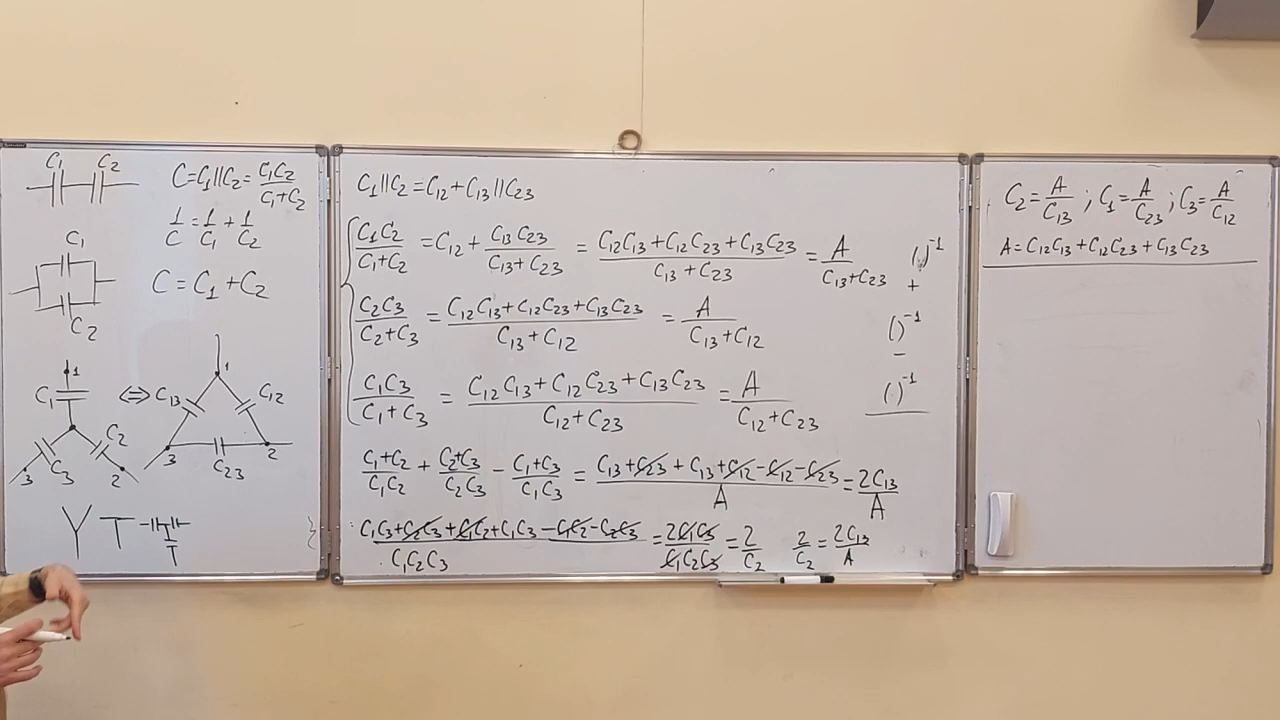 C₁ C₂
C=C₁||C₂=C₁C₂/(C₁+C₂)
1/C=1/C₁+1/C₂
C₁
C₂
C=C₁+C₂
1
C₁
C₂
C₃
3 2
⇔
1
C₁₃ C₁₂
3 C₂₃ 2
Y T T
C₁||C₂=C₁₂+C₁₃||C₂₃
C₁C₂/(C₁+C₂) =C₁₂+C₁₃C₂₃/(C₁₃+C₂₃) =(C₁₂C₁₃+C₁₂C₂₃+C₁₃C₂₃)/(C₁₃+C₂₃) =A/(C₁₃+C₂₃) ()⁻¹
+
C₂C₃/(C₂+C₃) =(C₁₂C₁₃+C₁₂C₂₃+C₁₃C₂₃)/(C₁₃+C₁₂) =A/(C₁₃+C₁₂) ()⁻¹
−
C₁C₃/(C₁+C₃) =(C₁₂C₁₃+C₁₂C₂₃+C₁₃C₂₃)/(C₁₂+C₂₃) =A/(C₁₂+C₂₃) ()⁻¹
(C₁+C₂)/(C₁C₂) + (C₂+C₃)/(C₂C₃) − (C₁+C₃)/(C₁C₃) = (C₁₃+C₂₃+C₁₃+C₁₂−C₁₂−C₂₃)/A =2C₁₃/A
(C₁C₃+C₂C₃+C₁C₂+C₁C₃−C₁C₂−C₂C₃)/(C₁C₂C₃) =2C₁C₃/(C₁C₂C₃)=2/C₂ 2/C₂=2C₁₃/A
C₂=A/C₁₃; C₁=A/C₂₃; C₃=A/C₁₂
A=C₁₂C₁₃+C₁₂C₂₃+C₁₃C₂₃